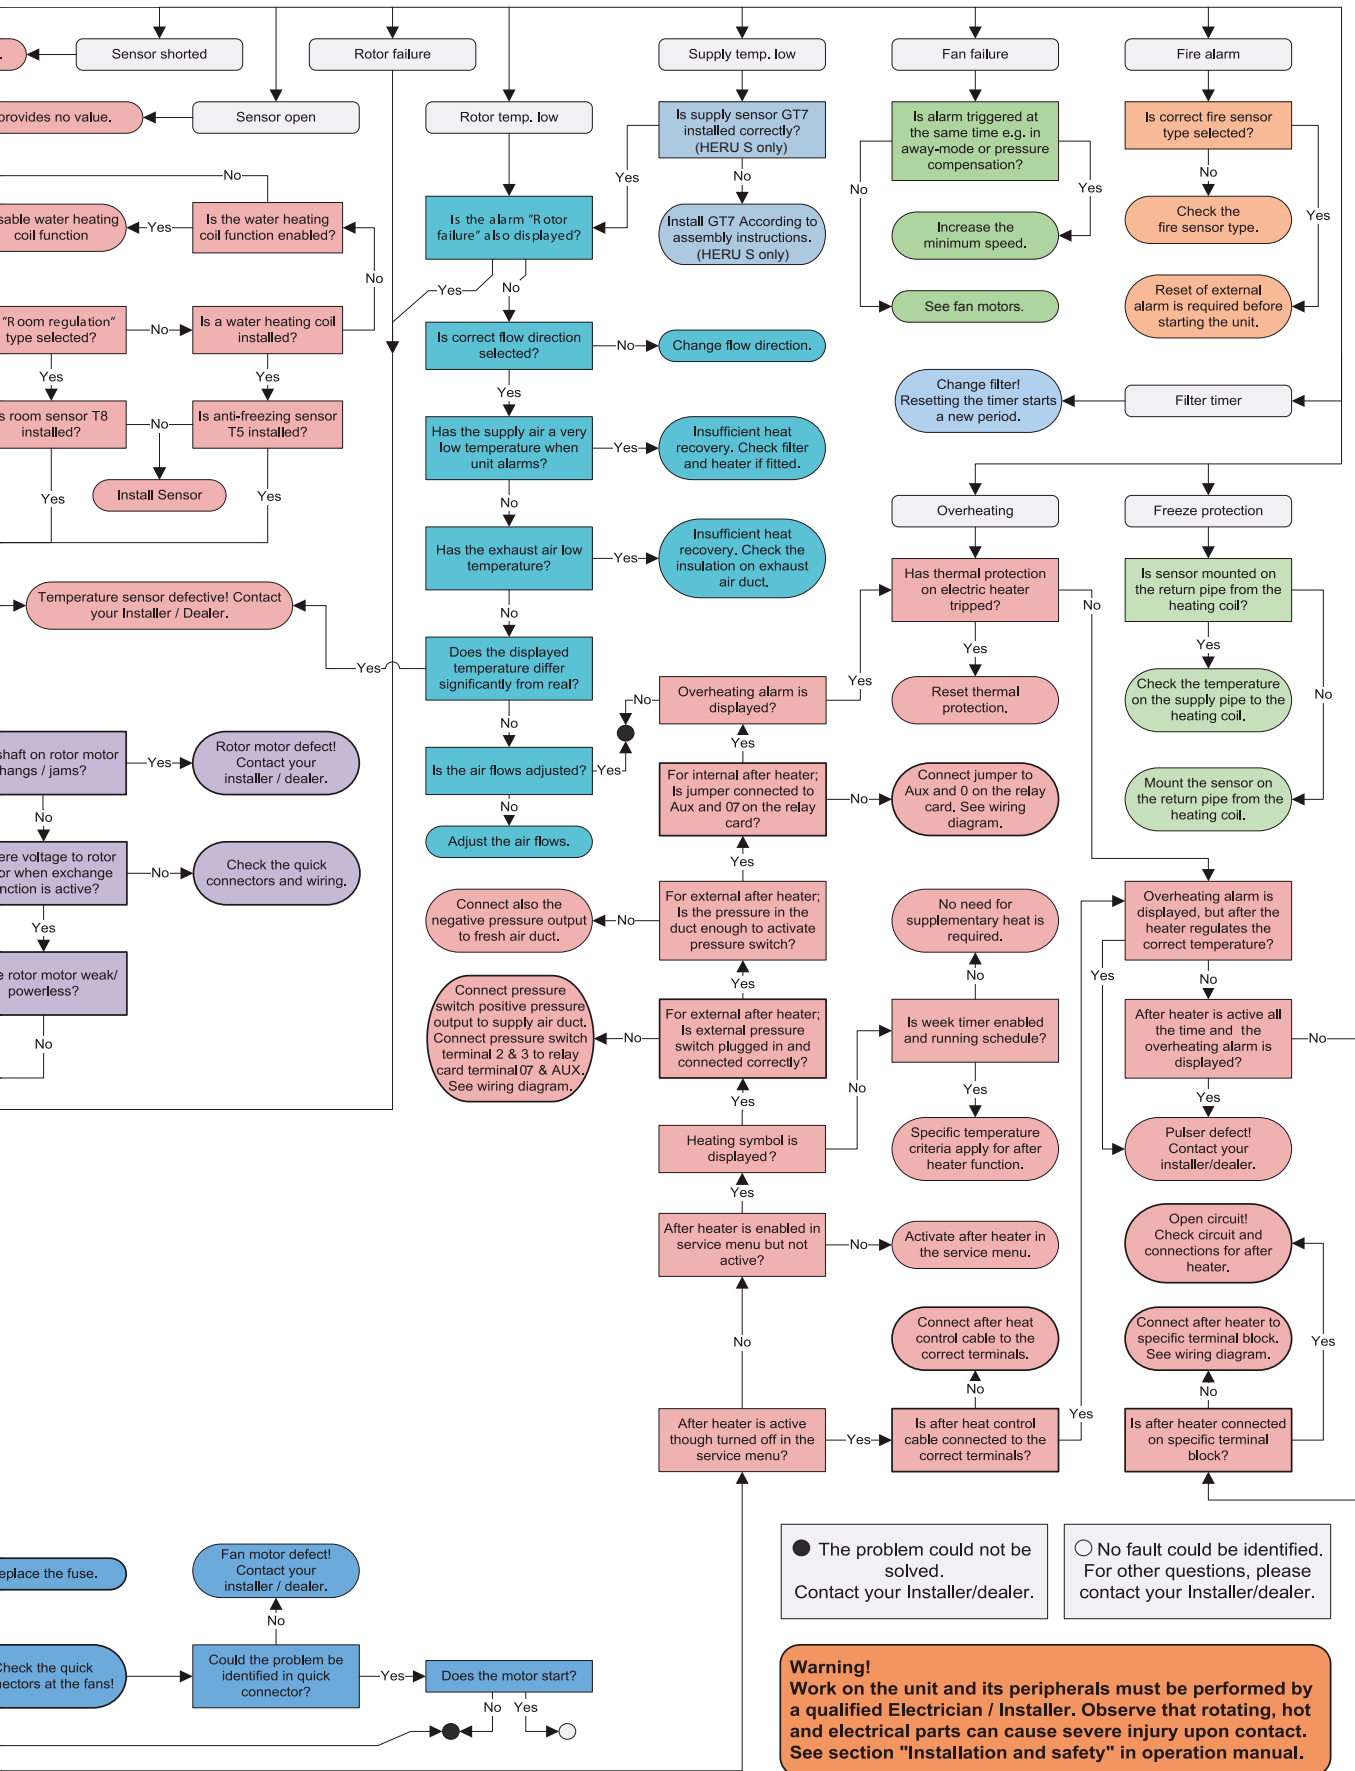 Sensor shorted
Rotor failure
Supply temp. low
Fan failure
Fire alarm
provides no value.
Sensor open
Rotor temp. low
Is supply sensor GT7
installed correctly?
(HERU S only)
Is alarm triggered at
the same time e.g. in
away-mode or pressure
compensation?
Is correct fire sensor
type selected?
No
Yes
No
No
Yes
No
Yes
water heating
coil function
Yes
Is the water heating
coil function enabled?
Is the alarm "Rotor
failure" also displayed?
Install GT7 According to
assembly instructions.
(HERU S only)
Increase the
minimum speed.
Check the
fire sensor type.
No
Yes
No
See fan motors.
Reset of external
alarm is required before
starting the unit.
"Room regulation"
type selected?
No
Is a water heating coil
installed?
Is correct flow direction
selected?
No
Change flow direction.
Yes
Yes
Yes
Change filter!
Resetting the timer starts
a new period.
Filter timer
room sensor T8
installed?
No
Is anti-freezing sensor
T5 installed?
Has the supply air a very
low temperature when
unit alarms?
Yes
Insufficient heat
recovery. Check filter
and heater if fitted.
Yes
Install Sensor
Yes
No
Overheating
Freeze protection
Has the exhaust air low
temperature?
Yes
Insufficient heat
recovery. Check the
insulation on exhaust
air duct.
Has thermal protection
on electric heater
tripped?
No
Is sensor mounted on
the return pipe from the
heating coil?
Temperature sensor defective! Contact
your Installer / Dealer.
No
Yes
Yes
Yes
Does the displayed
temperature differ
significantly from real?
No
Overheating alarm is
displayed?
Yes
Reset thermal
protection.
Check the temperature
on the supply pipe to the
heating coil.
No
No
Yes
shaft on rotor motor
hangs / jams?
Yes
Rotor motor defect!
Contact your
installer / dealer.
Is the air flows adjusted?
Yes
For internal after heater;
Is jumper connected to
Aux and 07 on the relay
card?
No
Connect jumper to
Aux and 0 on the relay
card. See wiring
diagram.
Mount the sensor on
the return pipe from the
heating coil.
No
No
Adjust the air flows.
Yes
voltage to rotor
when exchange
is active?
No
Check the quick
connectors and wiring.
Connect also the
negative pressure output
to fresh air duct.
No
For external after heater;
Is the pressure in the
duct enough to activate
pressure switch?
No need for
supplementary heat is
required.
Overheating alarm is
displayed, but after the
heater regulates the
correct temperature?
Yes
Yes
No
Yes
No
rotor motor weak/
powerless?
Connect pressure
switch positive pressure
output to supply air duct.
Connect pressure switch
terminal 2 & 3 to relay
card terminal 07 & AUX.
See wiring diagram.
No
For external after heater;
Is external pressure
switch plugged in and
connected correctly?
Is week timer enabled
and running schedule?
After heater is active all
the time and the
overheating alarm is
displayed?
No
No
Yes
No
Yes
Yes
Heating symbol is
displayed?
Specific temperature
criteria apply for after
heater function.
Pulser defect!
Contact your
installer/dealer.
Yes
After heater is enabled in
service menu but not
active?
No
Activate after heater in
the service menu.
Open circuit!
Check circuit and
connections for after
heater.
No
Connect after heat
control cable to the
correct terminals.
Connect after heater to
specific terminal block.
See wiring diagram.
Yes
No
No
After heater is active
though turned off in the
service menu?
Yes
Is after heat control
cable connected to the
correct terminals?
Yes
Is after heater connected
on specific terminal
block?
The problem could not be
solved.
Contact your Installer/dealer.
No fault could be identified.
For other questions, please
contact your Installer/dealer.
eplace the fuse.
Fan motor defect!
Contact your
installer / dealer.
No
Check the quick
at the fans!
Could the problem be
identified in quick
connector?
Yes
Does the motor start?
No
Yes
Warning!
Work on the unit and its peripherals must be performed by
a qualified Electrician / Installer. Observe that rotating, hot
and electrical parts can cause severe injury upon contact.
See section "Installation and safety" in operation manual.